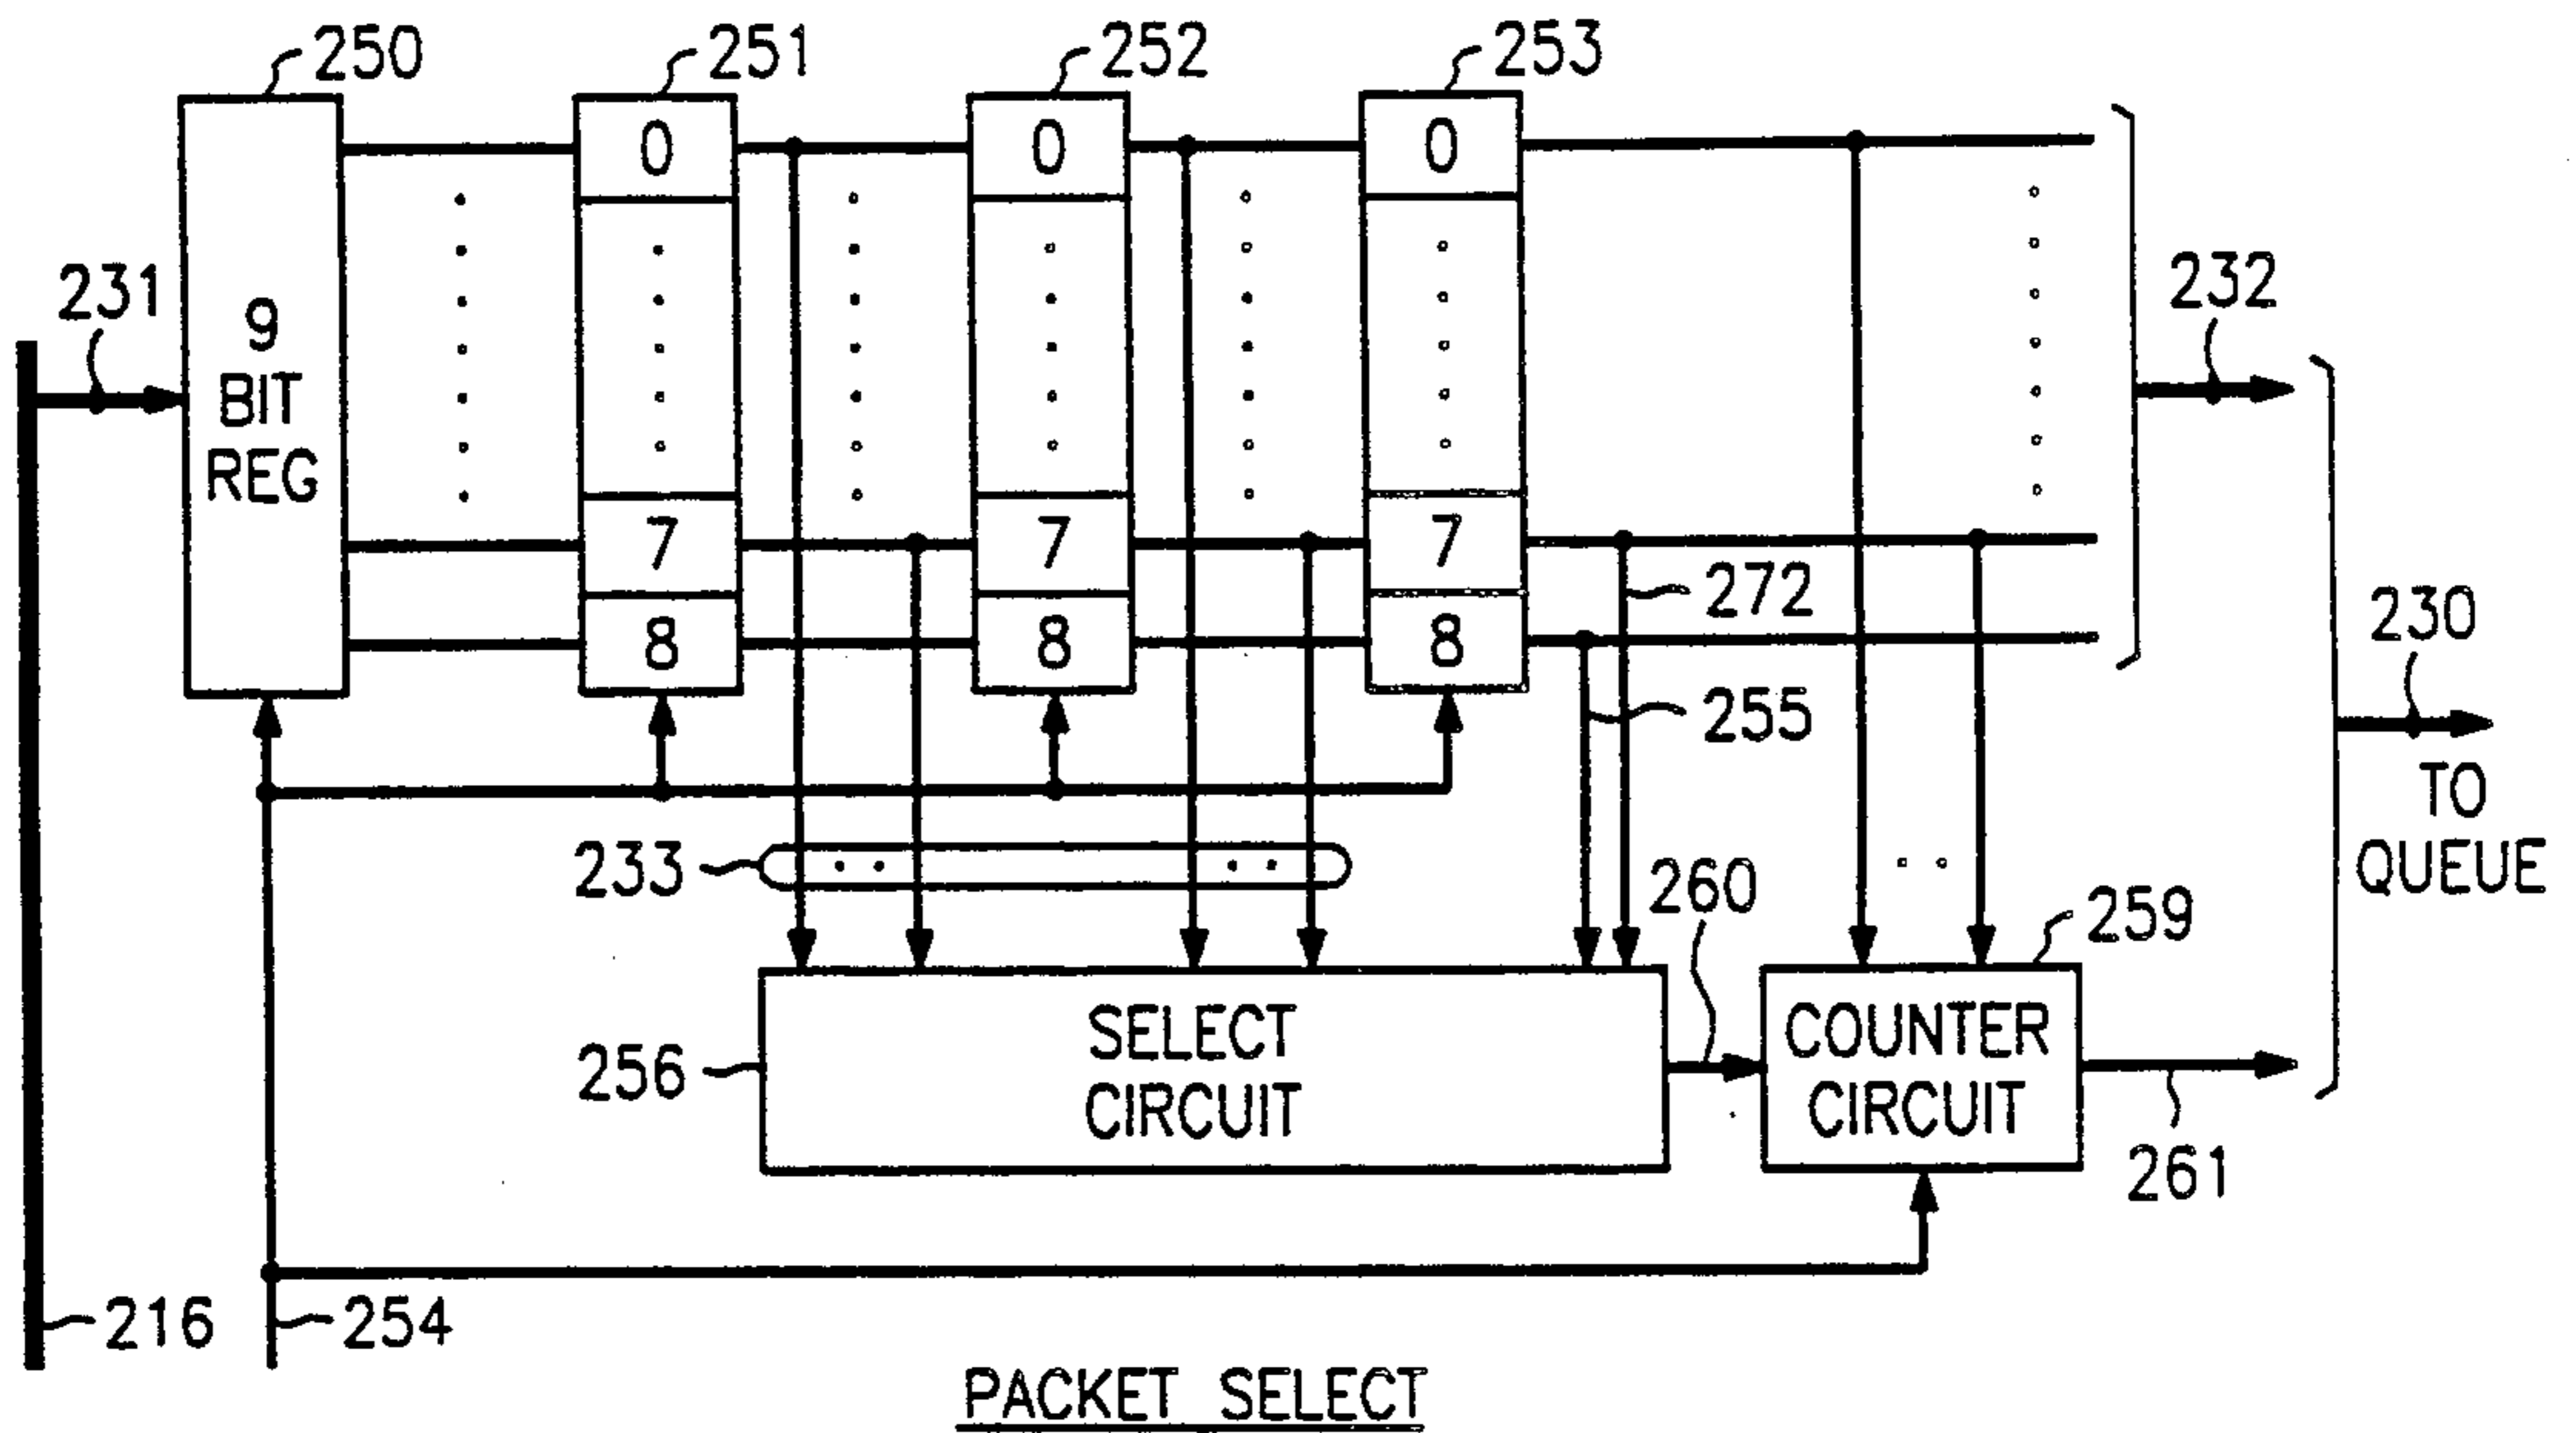 250
251
252
253
0
0
0
231
9
BIT
REG
232
7
7
7
272
230
8
8
8
255
TO
QUEUE
233
260
259
256
SELECT
CIRCUIT
COUNTER
CIRCUIT
261
216
254
PACKET SELECT